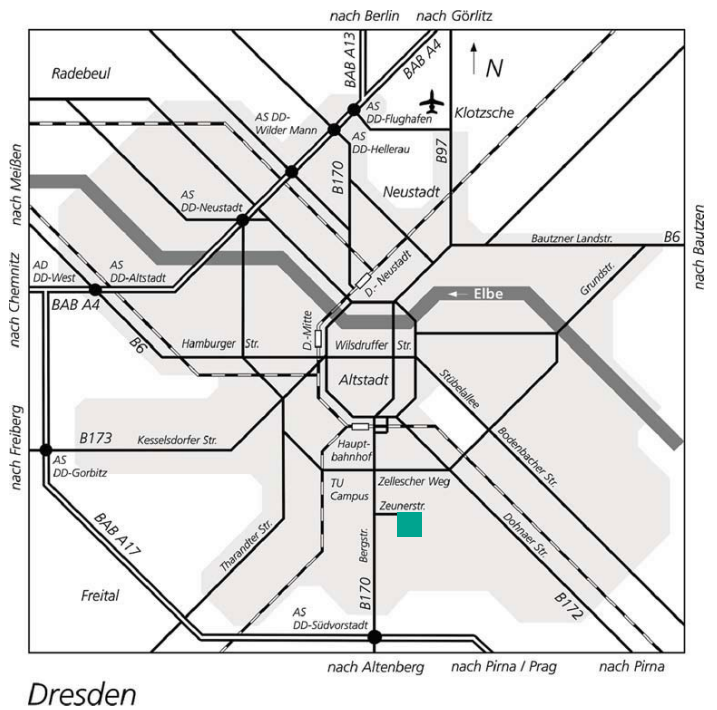 nach Berlin
nach Görlitz
BAB A13
BAB A4
N
Radebeul
AS DD-
Wilder Mann
AS
DD-Flughafen
Klotzsche
AS
DD-Hellerau
B170
B97
Neustadt
nach Meißen
AS
DD-Neustadt
Bautzner Landstr.
B6
nach Bautzen
AD
DD-West
AS
DD-Altstadt
D.- Neustadt
Grundstr.
nach Chemnitz
BAB A4
Elbe
B6
Hamburger Str.
D.-Mitte
Wilsdruffer Str.
Altstadt
Stübelallee
nach Freiberg
B173
Kesselsdorfer Str.
Haupt-
bahnhof
Bodenbacher Str.
AS
DD-Gorbitz
TU
Campus
Zellescher Weg
Zeunerstr.
BAB A17
Tharandter Str.
Bergstr.
Dohnaer Str.
Freital
B170
B172
AS
DD-Südvorstadt
nach Altenberg
nach Pirna / Prag
nach Pirna
Dresden